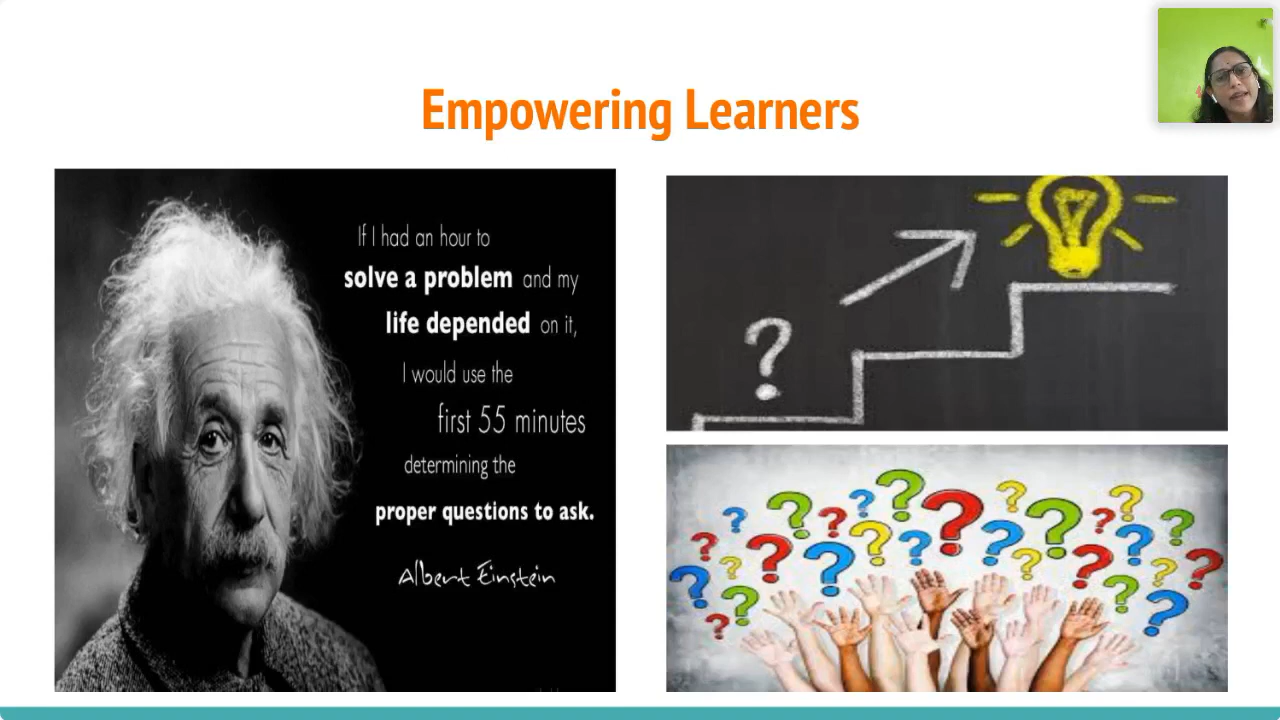 Empowering Learners
If I had an hour to
solve a problem and my
life depended on it,
I would use the
first 55 minutes
determining the
proper questions to ask.
Albert Einstein